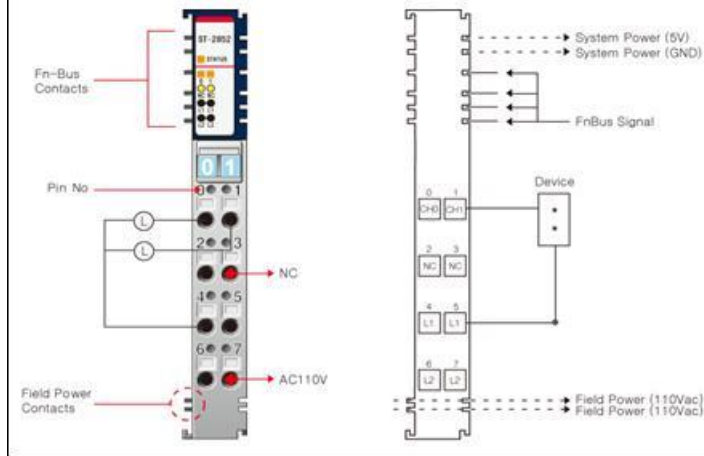 ST-2852
STATUS
Fn-Bus
Contacts
0 1
Pin No
0 1
L
L
2 3
NC
4 5
6 7
AC110V
Field Power
Contacts
System Power (5V)
System Power (GND)
FnBus Signal
Device
0 1
CH0 CH1
2 3
NC NC
4 5
L1 L1
6 7
L2 L2
Field Power (110Vac)
Field Power (110Vac)